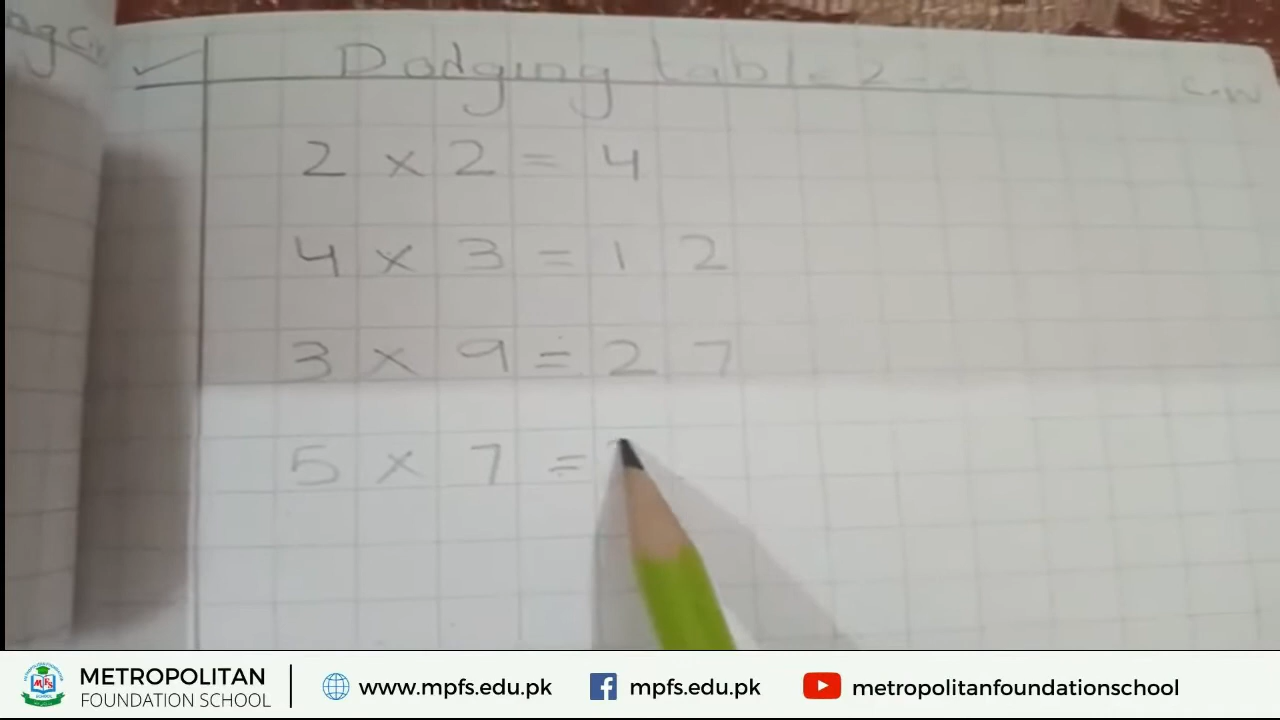 Dodging table 2-
C.W
2 × 2 = 4
4 × 3 = 12
3 × 9 = 27
5 × 7 =
METROPOLITAN
FOUNDATION SCHOOL
www.mpfs.edu.pk
mpfs.edu.pk
metropolitanfoundationschool